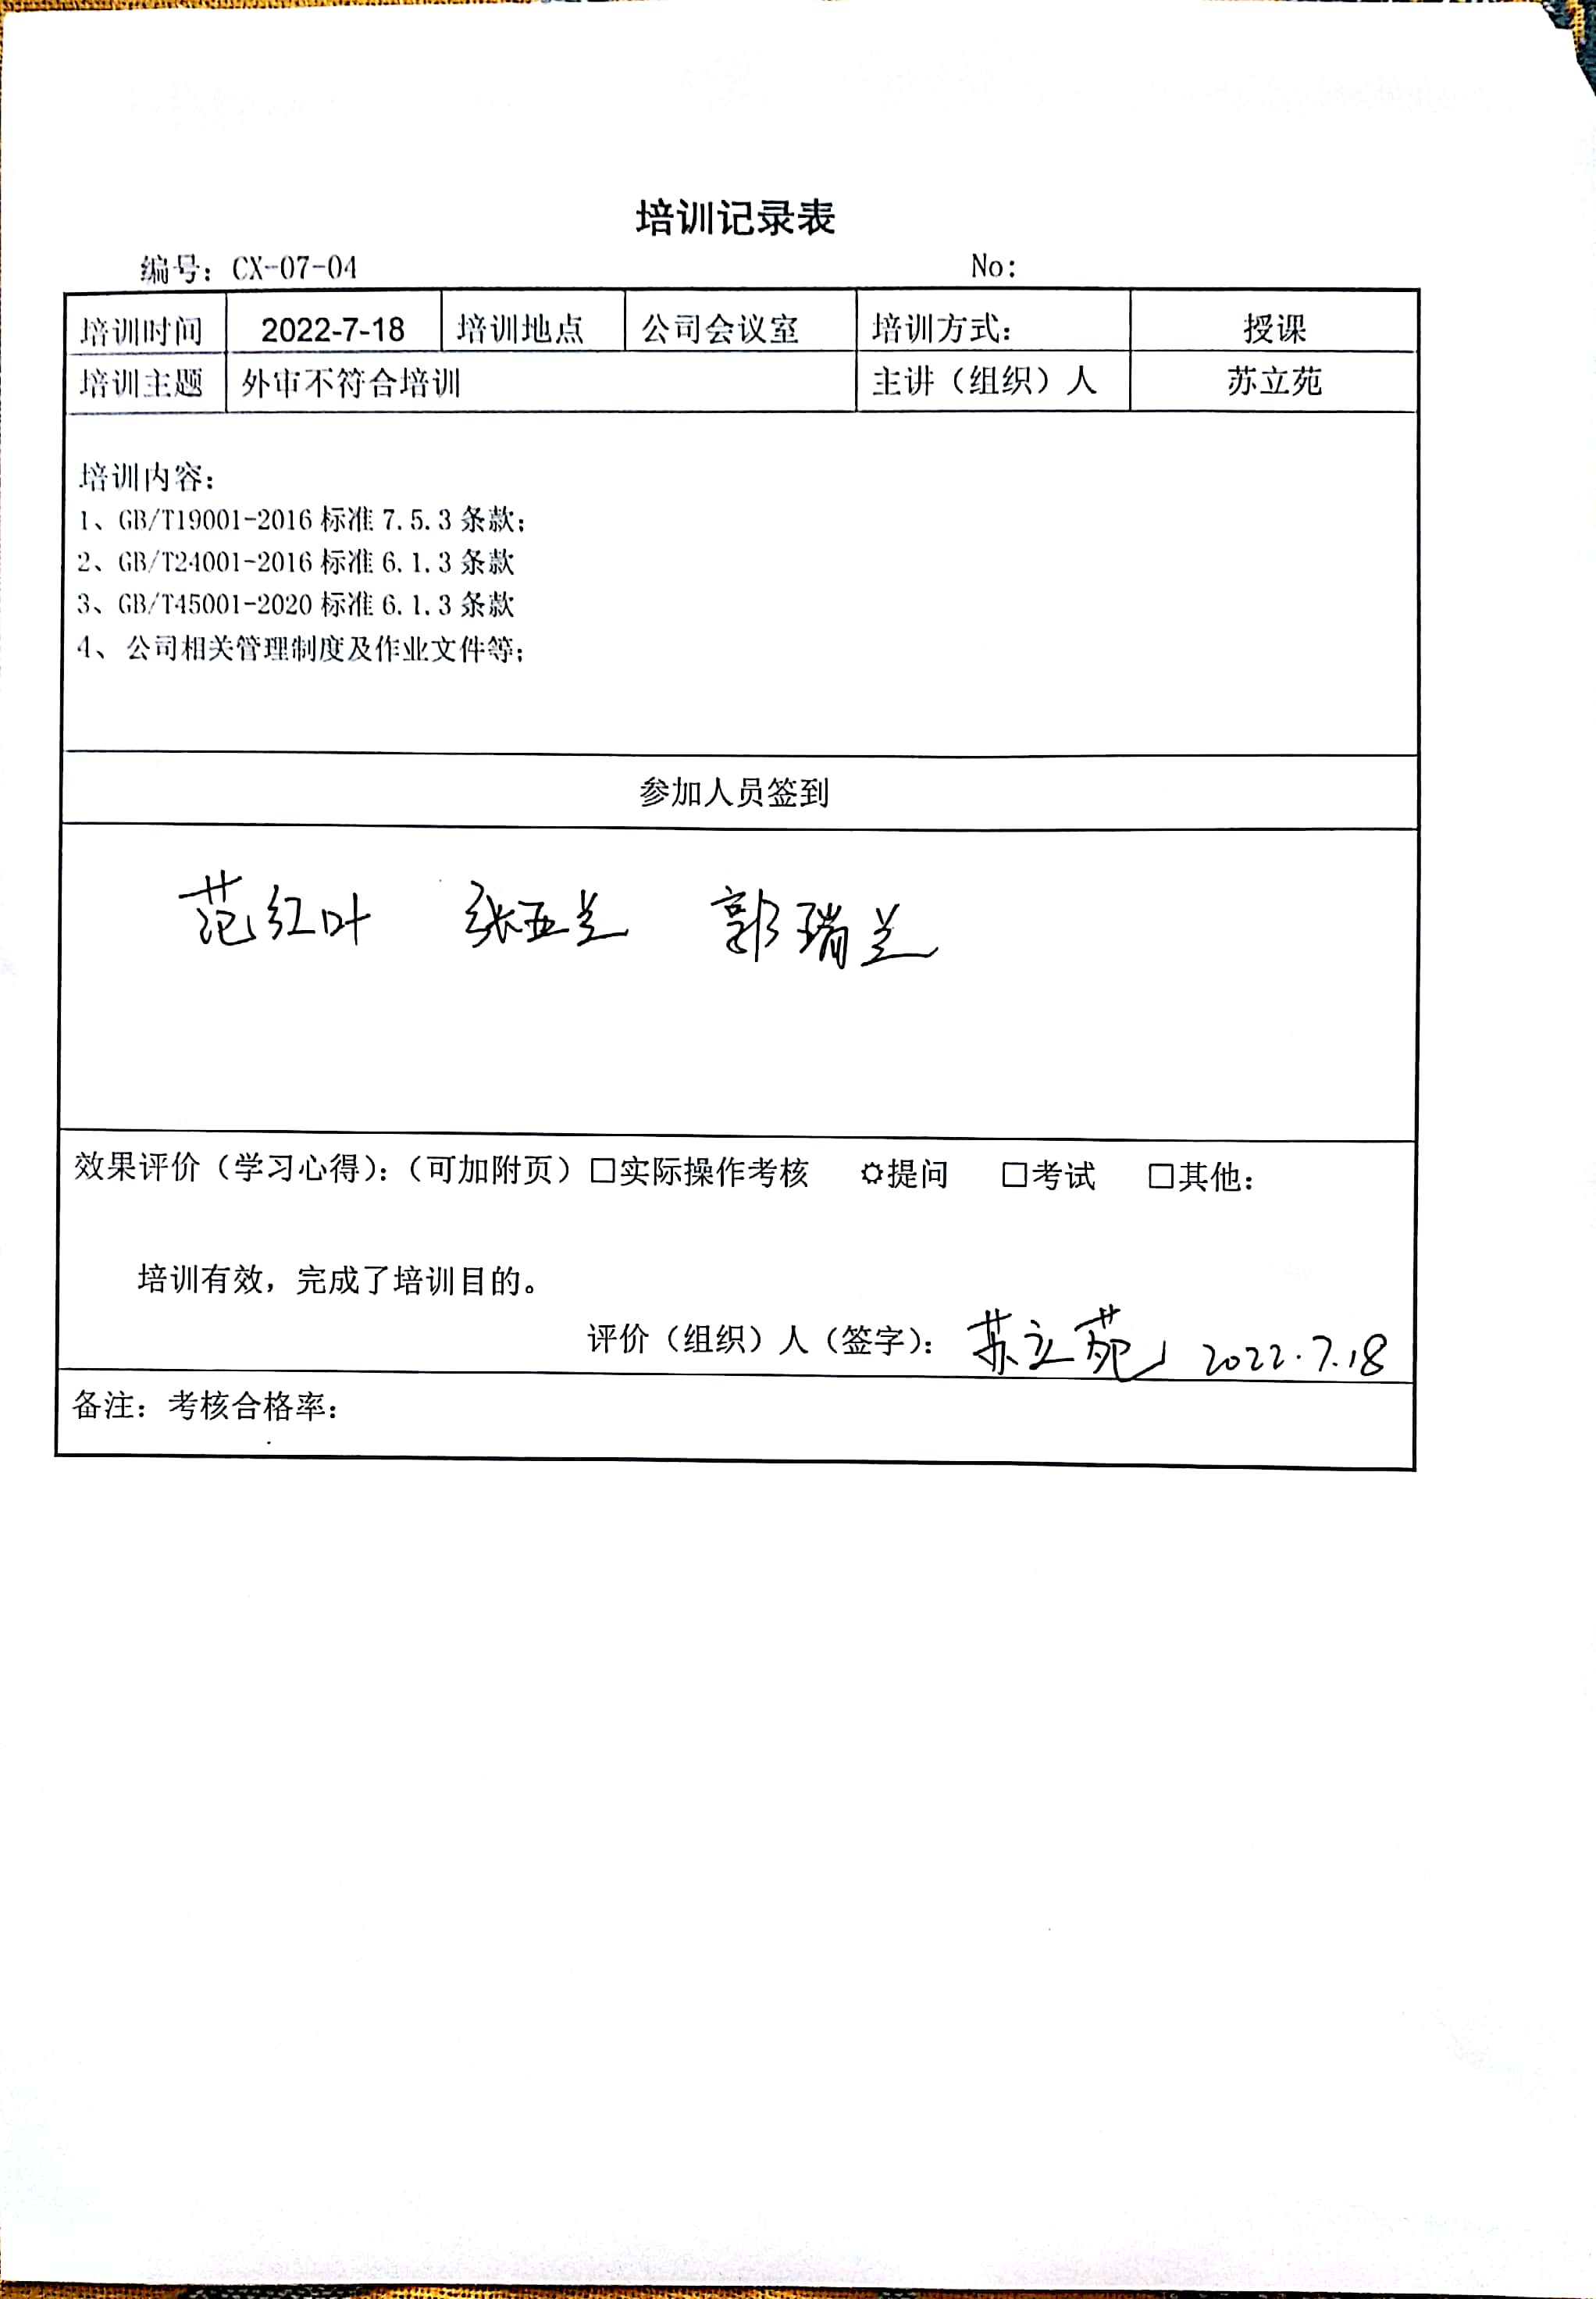 培训记录表
编号：CX-07-04 No：
培训时间 2022-7-18 培训地点 公司会议室 培训方式： 授课
培训主题 外审不符合培训 主讲（组织）人 苏立苑
培训内容：
1、GB/T19001-2016 标准 7.5.3 条款；
2、GB/T24001-2016 标准 6.1.3 条款
3、GB/T45001-2020 标准 6.1.3 条款
4、公司相关管理制度及作业文件等；
参加人员签到
范红叶 张亚兰 郭瑞兰
效果评价（学习心得）：（可加附页）□实际操作考核 ☼提问 □考试 □其他：
培训有效，完成了培训目的。
评价（组织）人（签字）： 苏立苑 2022.7.18
备注：考核合格率：